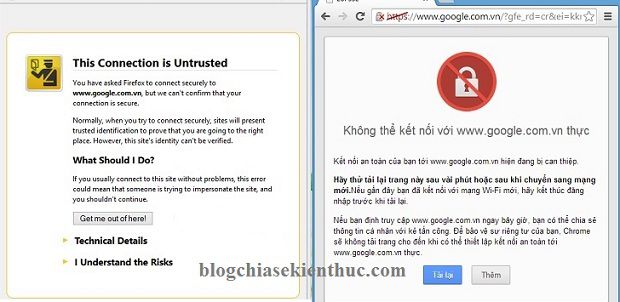 This Connection is Untrusted
You have asked Firefox to connect securely to
www.google.com.vn, but we can't confirm that your
connection is secure.
Normally, when you try to connect securely, sites will present
trusted identification to prove that you are going to the right
place. However, this site's identity can't be verified.
What Should I Do?
If you usually connect to this site without problems, this error
could mean that someone is trying to impersonate the site, and
you shouldn't continue.
Get me out of here!
Technical Details
I Understand the Risks
https://www.google.com.vn/?gfe_rd=cr&ei=kkr
Không thể kết nối với www.google.com.vn thực
Kết nối an toàn của bạn tới www.google.com.vn hiện đang bị can thiệp.
Hãy thử tải lại trang này sau vài phút hoặc sau khi chuyển sang mạng
mới.Nếu gần đây bạn đã kết nối với mạng Wi-Fi mới, hãy kết thúc đăng
nhập trước khi tải lại.
Nếu bạn định truy cập www.google.com.vn ngay bây giờ, bạn có thể chia sẻ
thông tin cá nhân với kẻ tấn công. Để bảo vệ sự riêng tư của bạn, Chrome
sẽ không tải trang cho đến khi có thể thiết lập kết nối an toàn tới
www.google.com.vn thực.
Tải lại
Thêm
blogchiasekienthuc.com